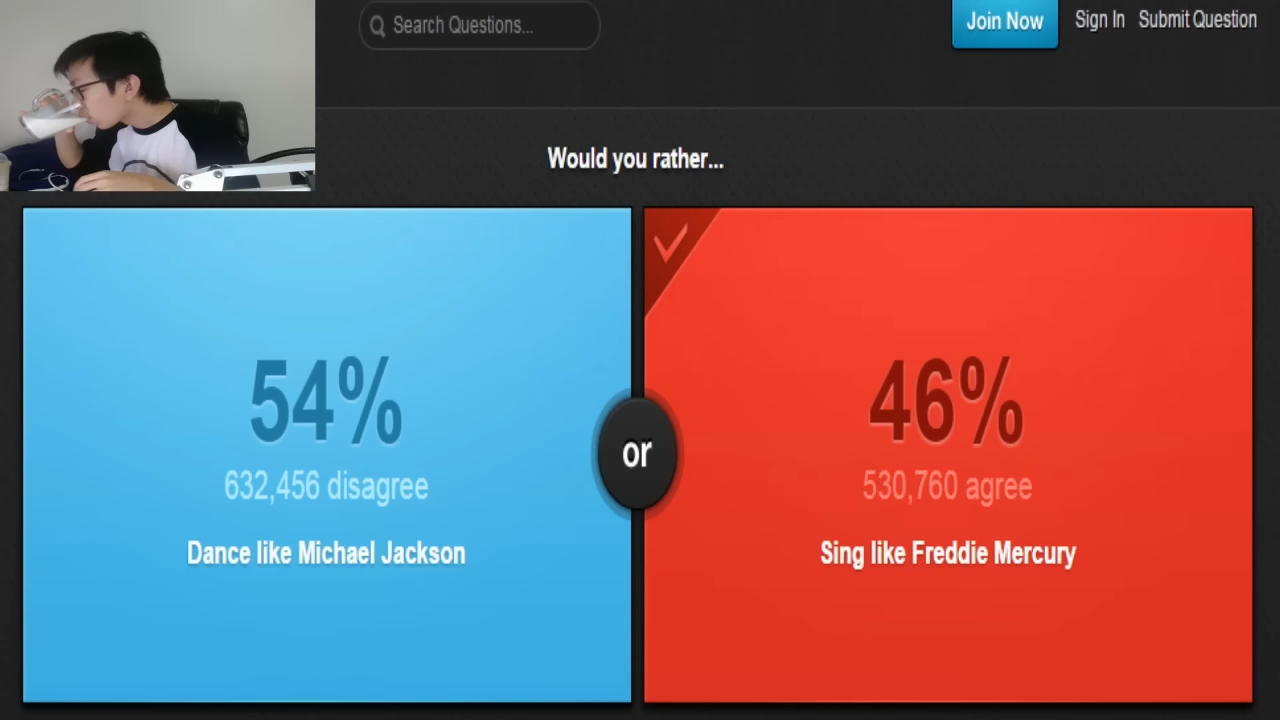 Search Questions...
Join Now
Sign In
Submit Question
Would you rather...
54%
632,456 disagree
Dance like Michael Jackson
or
46%
530,760 agree
Sing like Freddie Mercury